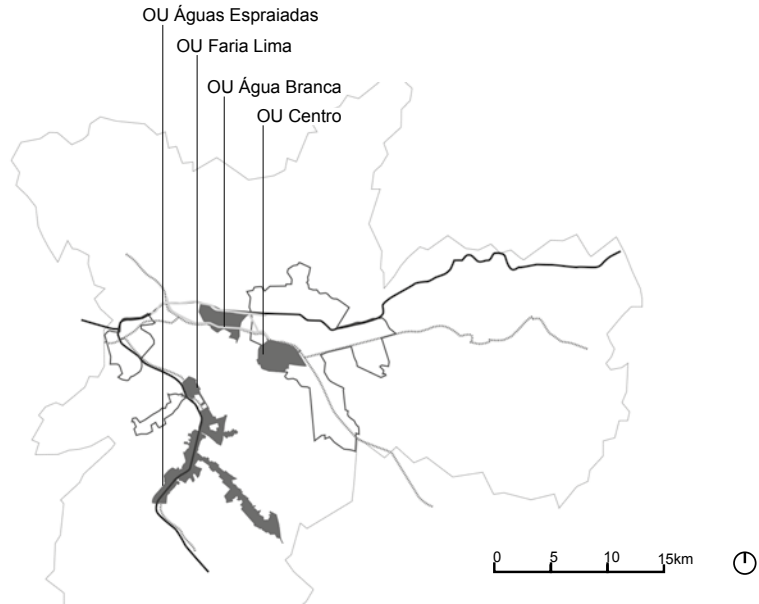 OU Águas Espraiadas
OU Faria Lima
OU Água Branca
OU Centro
0 5 10 15km